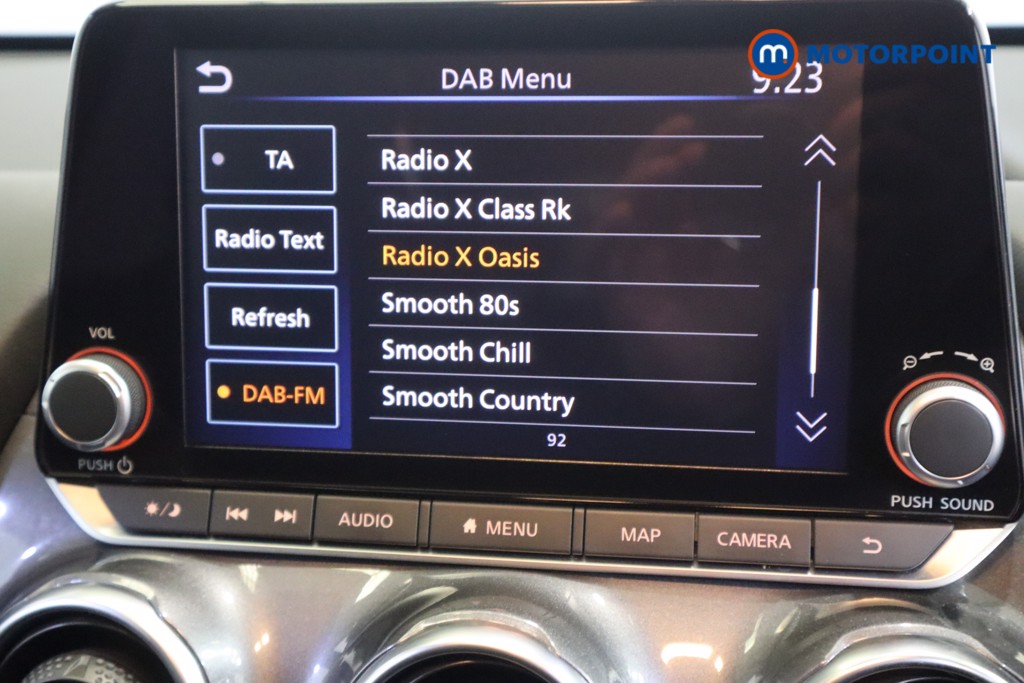 MOTORPOINT
DAB Menu
9:23
TA
Radio Text
Refresh
DAB-FM
Radio X
Radio X Class Rk
Radio X Oasis
Smooth 80s
Smooth Chill
Smooth Country
92
VOL
PUSH
PUSH SOUND
AUDIO
MENU
MAP
CAMERA